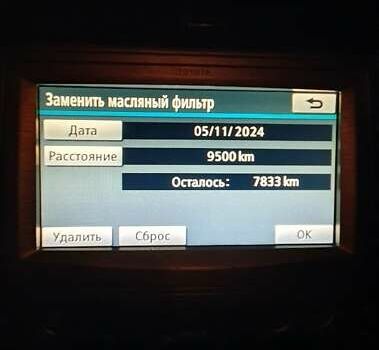 Заменить масляный фильтр
Дата 05/11/2024
Расстояние 9500 km
Осталось: 7833 km
Удалить Сброс OK